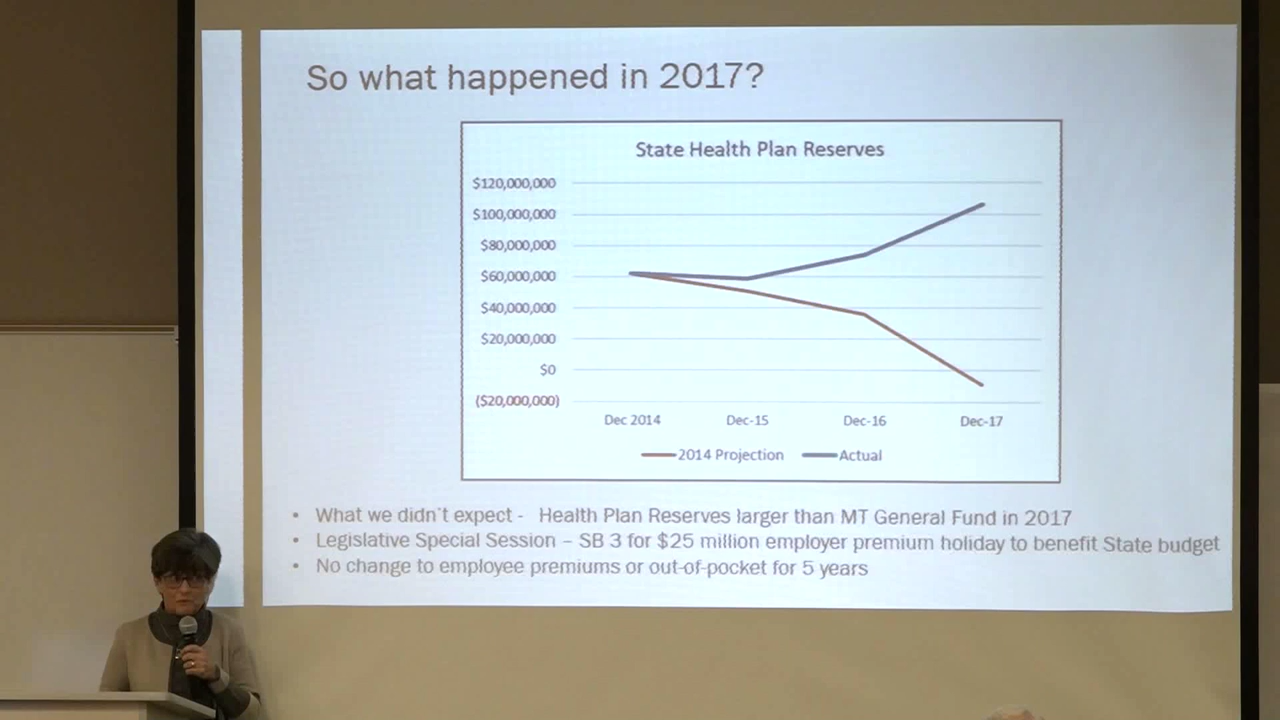 So what happened in 2017?
State Health Plan Reserves
$120,000,000
$100,000,000
$80,000,000
$60,000,000
$40,000,000
$20,000,000
$0
($20,000,000)
Dec 2014 Dec-15 Dec-16 Dec-17
2014 Projection Actual
• What we didn't expect - Health Plan Reserves larger than MT General Fund in 2017
• Legislative Special Session – SB 3 for $25 million employer premium holiday to benefit State budget
• No change to employee premiums or out-of-pocket for 5 years